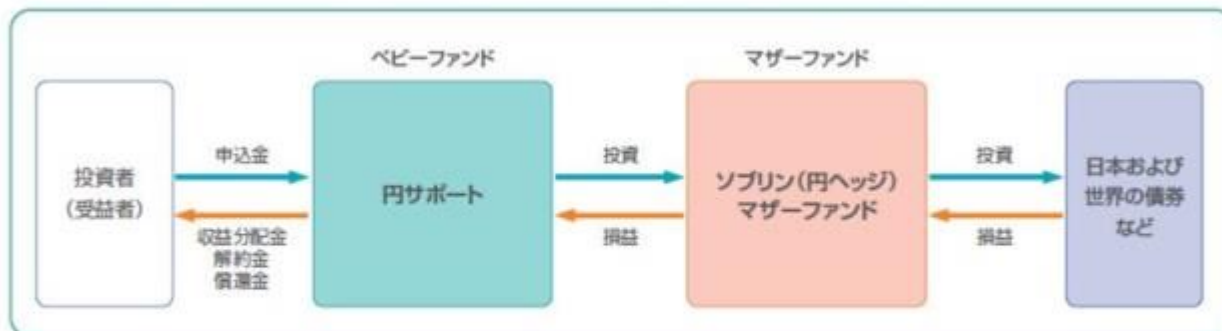 ベビーファンド
マザーファンド
投資者
（受益者）
申込金
収益分配金
解約金
償還金
円サポート
投資
損益
ソブリン（円ヘッジ）
マザーファンド
投資
損益
日本および
世界の債券
など